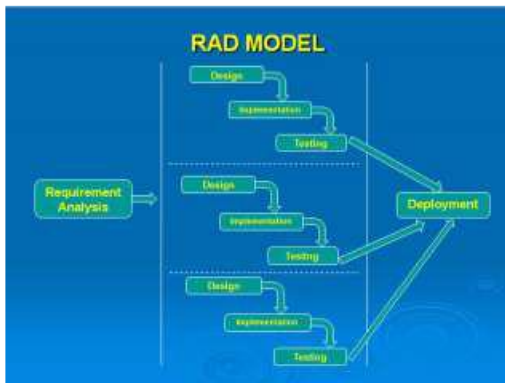 RAD MODEL
Design
Implementation
Testing
Requirement
Analysis
Design
Implementation
Testing
Deployment
Design
Implementation
Testing